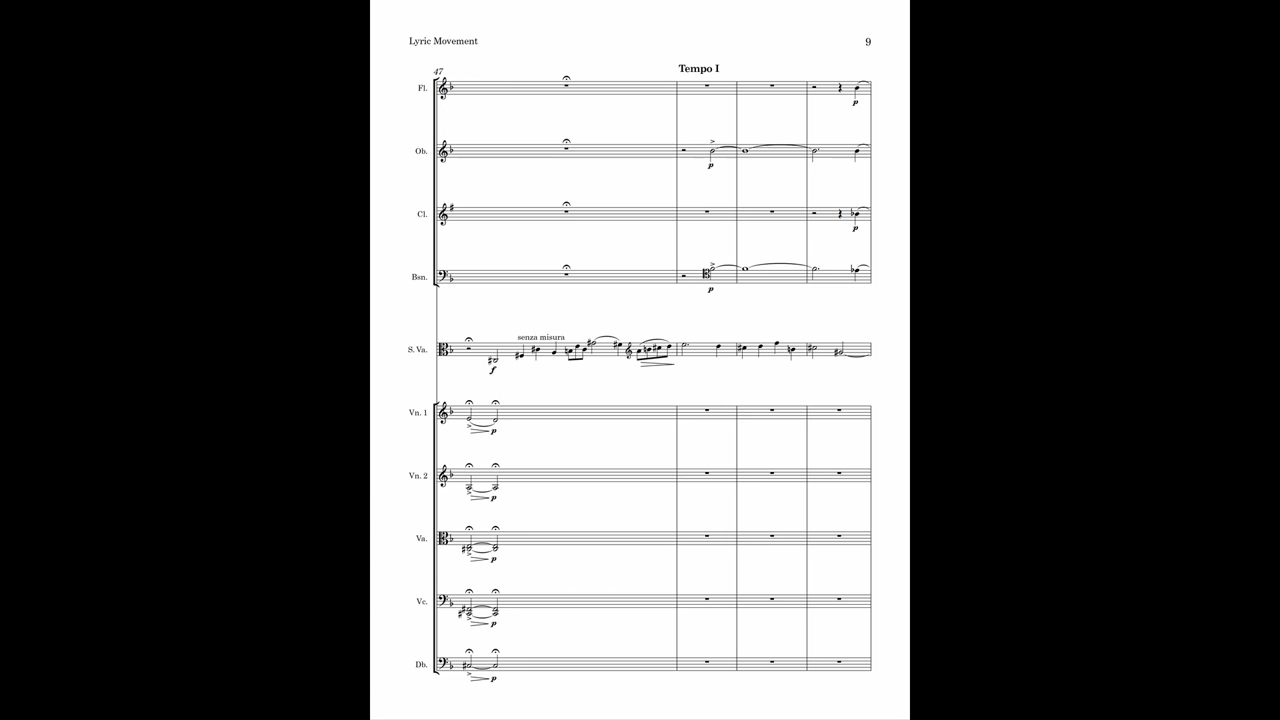 Lyric Movement 9
Tempo I
47
Fl.
p
Ob.
p
Cl.
p
Bsn.
p
senza misura
S. Va.
f
Vn. 1
p
Vn. 2
p
Va.
p
Vc.
p
Db.
p